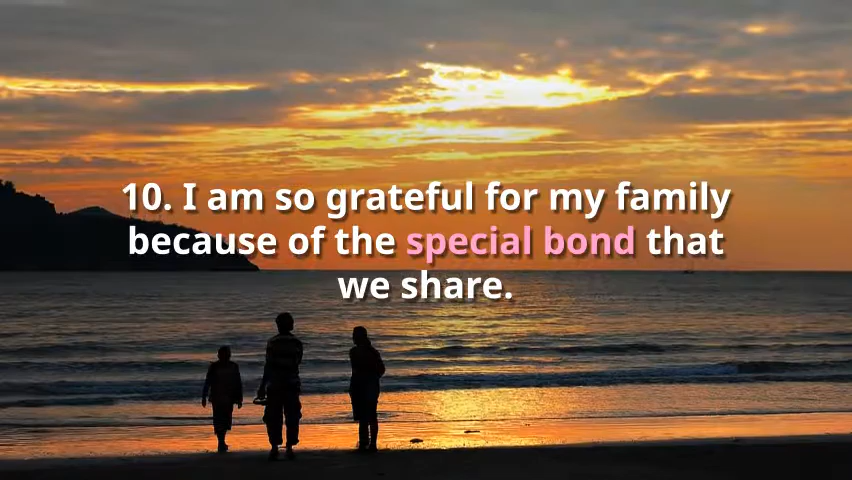 10. I am so grateful for my family
because of the special bond that
we share.